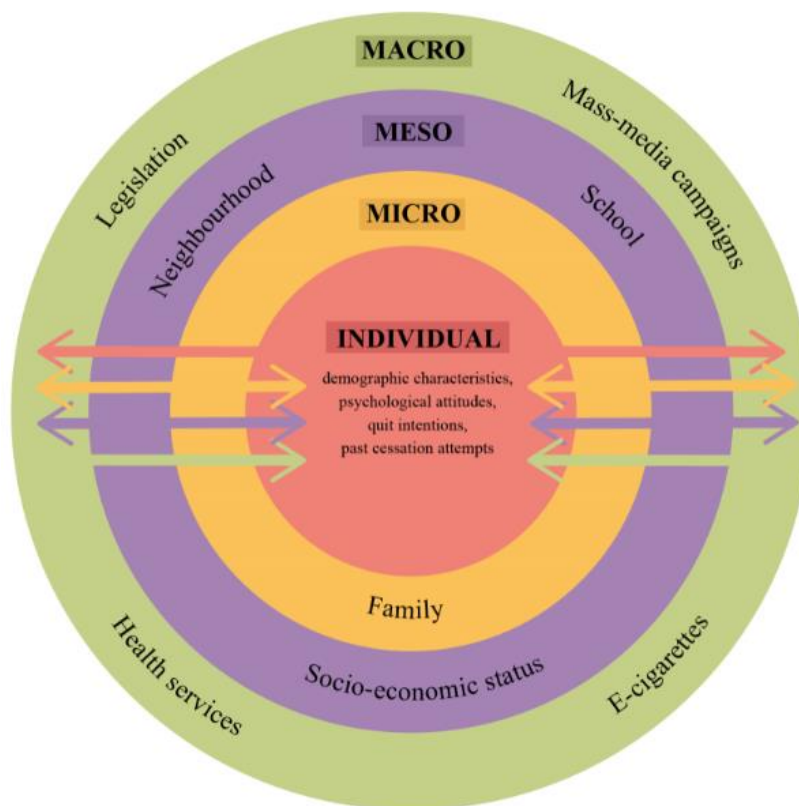 MACRO
Legislation
Mass-media campaigns
MESO
Neighbourhood
School
MICRO
INDIVIDUAL
demographic characteristics,
psychological attitudes,
quit intentions,
past cessation attempts
Family
Socio-economic status
Health services
E-cigarettes